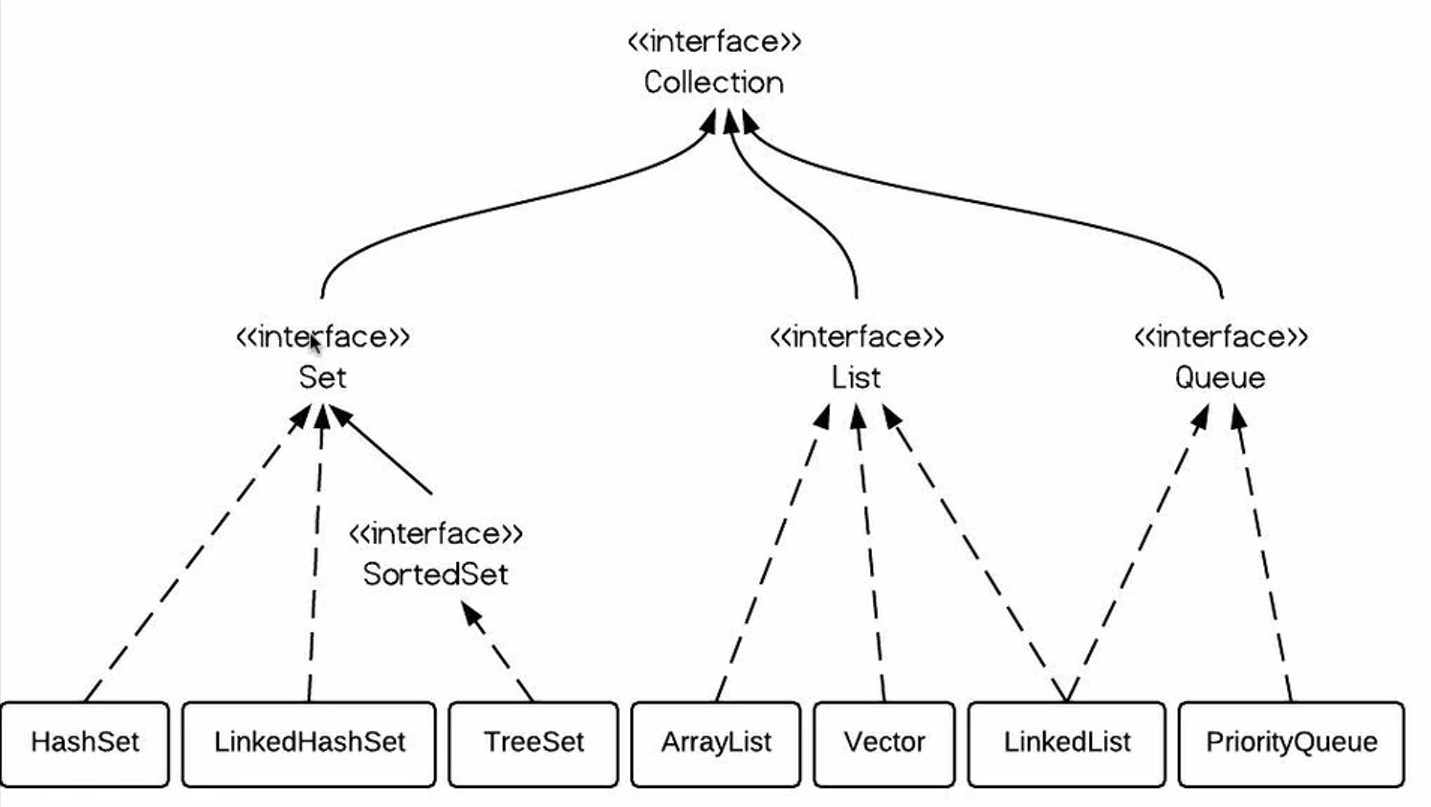 <<interface>>
Collection
<<interface>>
Set
<<interface>>
List
<<interface>>
Queue
<<interface>>
SortedSet
HashSet
LinkedHashSet
TreeSet
ArrayList
Vector
LinkedList
PriorityQueue